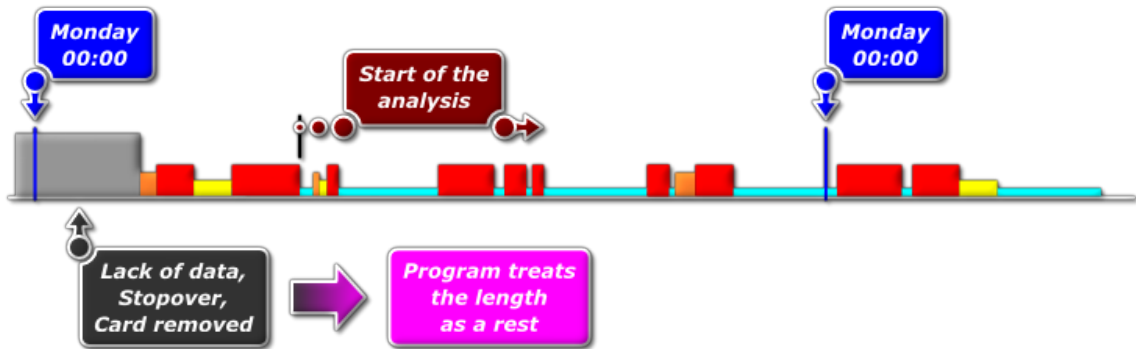 Monday
00:00
Start of the
analysis
Monday
00:00
Lack of data,
Stopover,
Card removed
Program treats
the length
as a rest